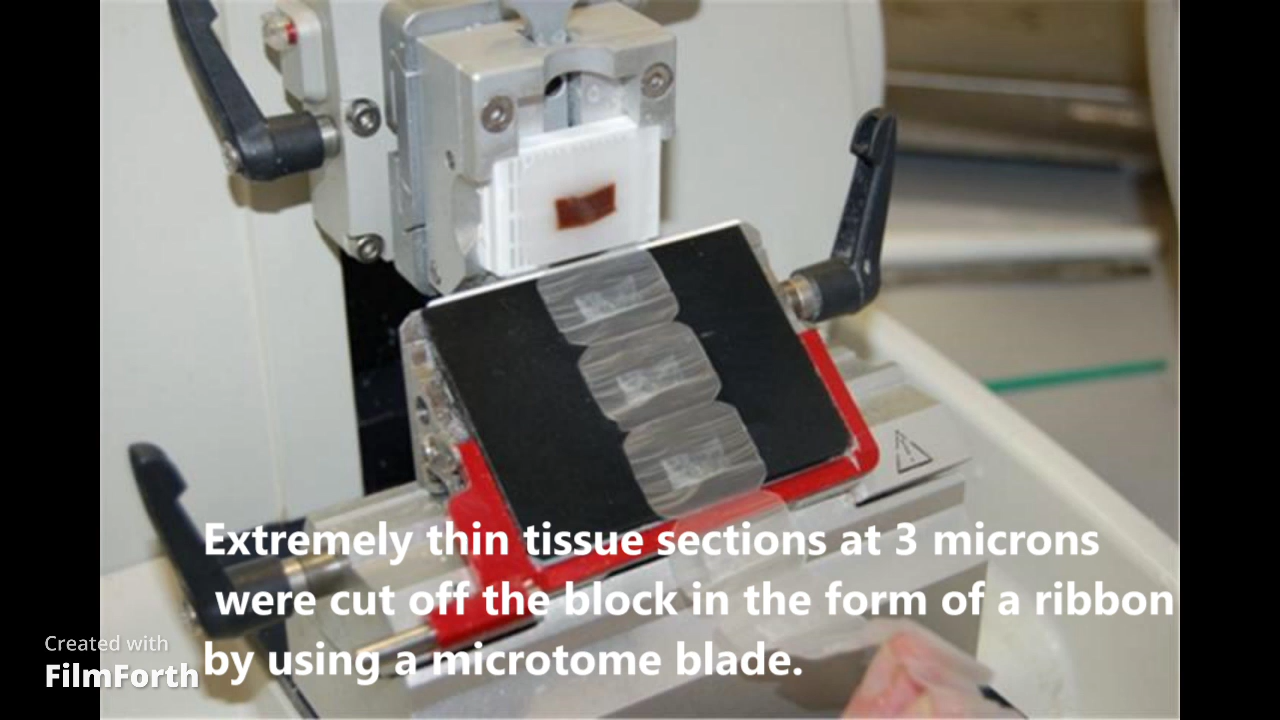 Extremely thin tissue sections at 3 microns
were cut off the block in the form of a ribbon
by using a microtome blade.
Created with
FilmForth